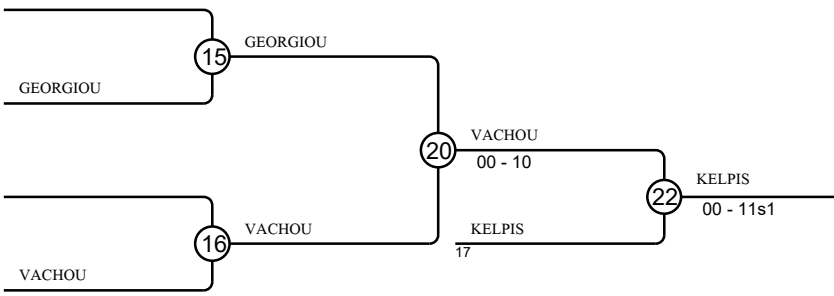 15
GEORGIOU
GEORGIOU
20
VACHOU
00 - 10
22
KELPIS
00 - 11s1
16
VACHOU
KELPIS
17
VACHOU